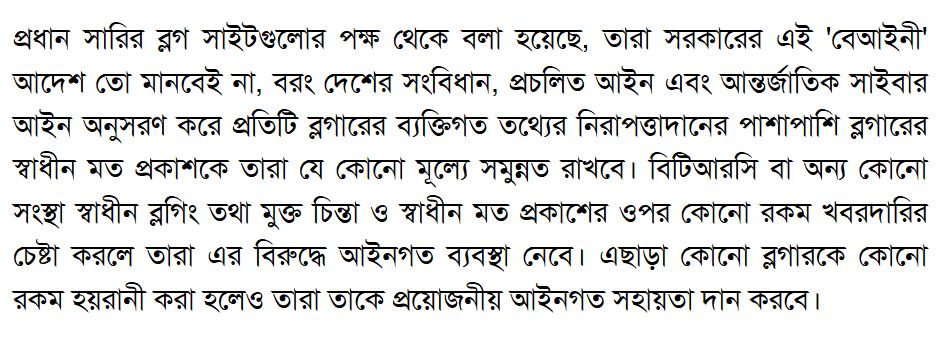 প্রধান সারির ব্লগ সাইটগুলোর পক্ষ থেকে বলা হয়েছে, তারা সরকারের এই 'বেআইনী'
আদেশ তো মানবেই না, বরং দেশের সংবিধান, প্রচলিত আইন এবং আন্তর্জাতিক সাইবার
আইন অনুসরণ করে প্রতিটি ব্লগারের ব্যক্তিগত তথ্যের নিরাপত্তাদানের পাশাপাশি ব্লগারের
স্বাধীন মত প্রকাশকে তারা যে কোনো মূল্যে সমুন্নত রাখবে। বিটিআরসি বা অন্য কোনো
সংস্থা স্বাধীন ব্লগিং তথা মুক্ত চিন্তা ও স্বাধীন মত প্রকাশের ওপর কোনো রকম খবরদারির
চেষ্টা করলে তারা এর বিরুদ্ধে আইনগত ব্যবস্থা নেবে। এছাড়া কোনো ব্লগারকে কোনো
রকম হয়রানী করা হলেও তারা তাকে প্রয়োজনীয় আইনগত সহায়তা দান করবে।